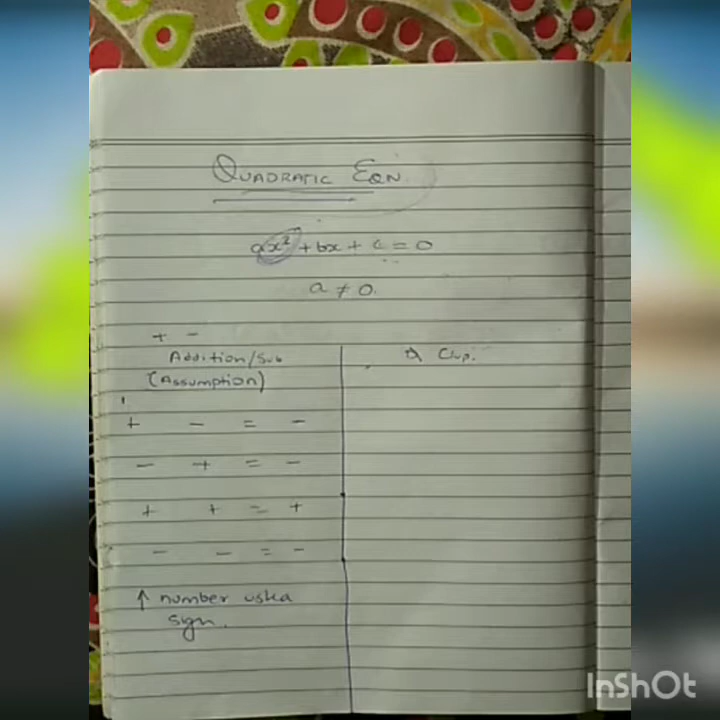 QUADRATIC EQN
ax² + bx + c = 0
a ≠ 0.
+ -
Addition/Sub
(Assumption)
+ - = -
- + = -
+ + = +
- - = -
↑ number uska
sign.
InShOt